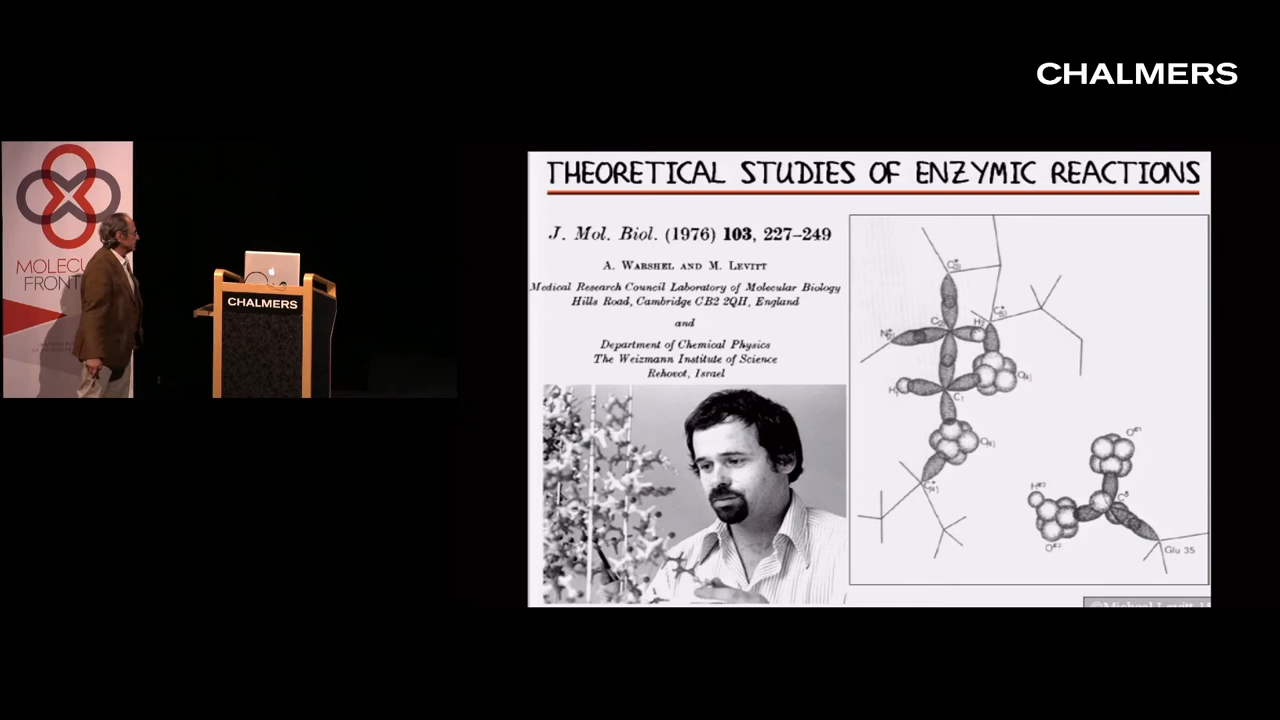 CHALMERS
MOLECU
FRONT
CHALMERS
THEORETICAL STUDIES OF ENZYMIC REACTIONS
J. Mol. Biol. (1976) 103, 227–249
A. WARSHEL AND M. LEVITT
Medical Research Council Laboratory of Molecular Biology
Hills Road, Cambridge CB2 2QH, England
and
Department of Chemical Physics
The Weizmann Institute of Science
Rehovot, Israel
Glu 35
©Michael Levitt